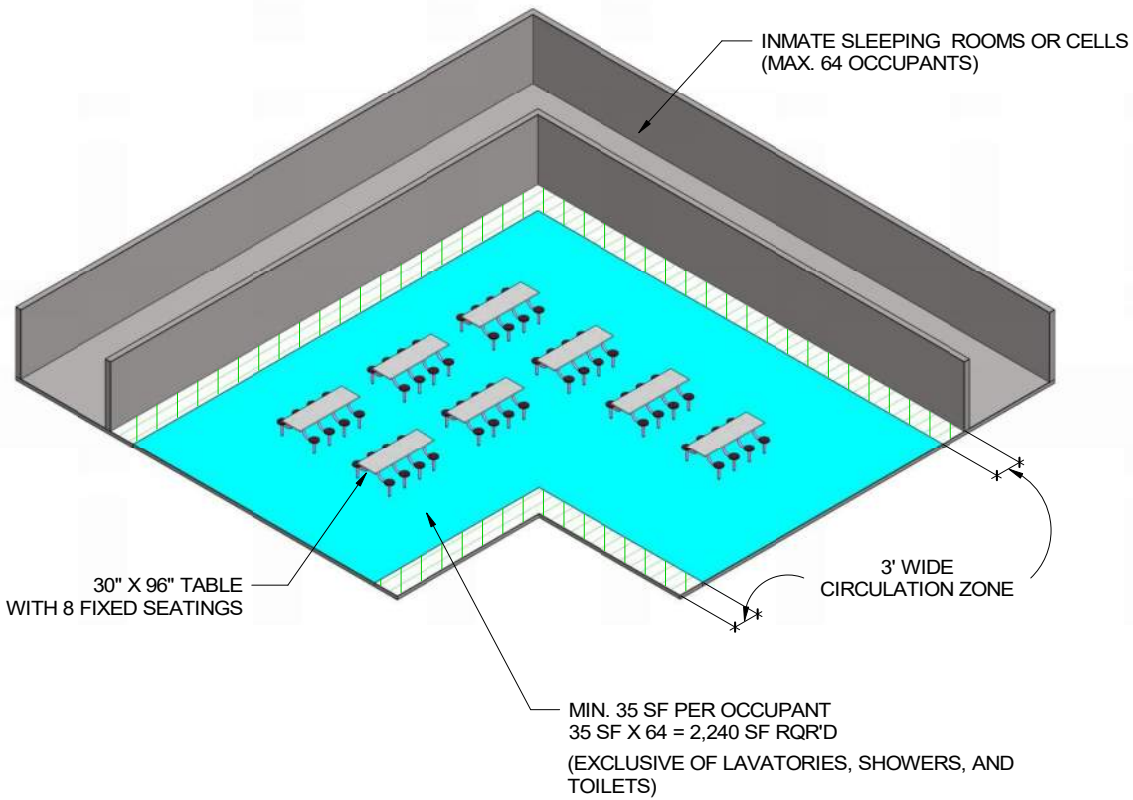 INMATE SLEEPING ROOMS OR CELLS
(MAX. 64 OCCUPANTS)
30" X 96" TABLE
WITH 8 FIXED SEATINGS
3' WIDE
CIRCULATION ZONE
MIN. 35 SF PER OCCUPANT
35 SF X 64 = 2,240 SF RQR'D
(EXCLUSIVE OF LAVATORIES, SHOWERS, AND
TOILETS)